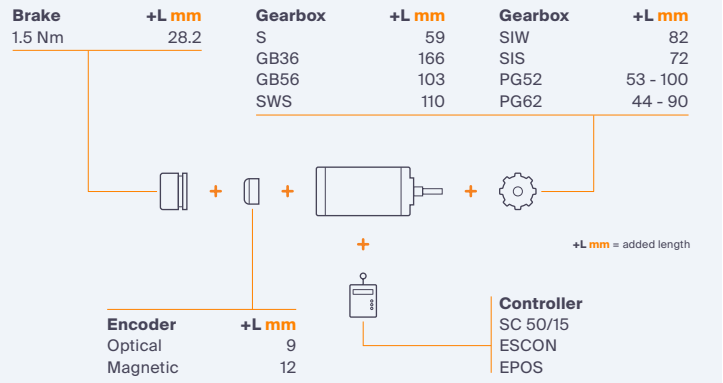 Brake +L mm
1.5 Nm 28.2
Gearbox +L mm
S 59
GB36 166
GB56 103
SWS 110
Gearbox +L mm
SIW 82
SIS 72
PG52 53 - 100
PG62 44 - 90
+L mm = added length
Encoder +L mm
Optical 9
Magnetic 12
Controller
SC 50/15
ESCON
EPOS